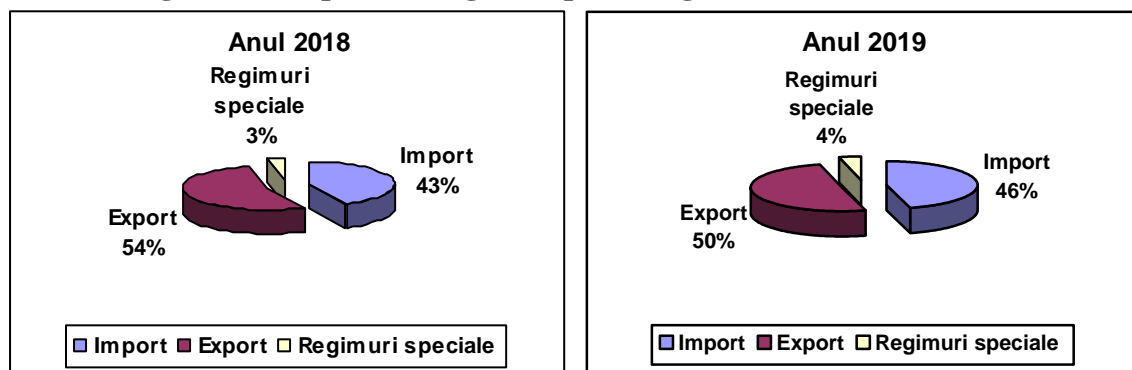 Anul 2018
Regimuri
speciale
3%
Import
43%
Export
54%
Import Export Regimuri speciale
Anul 2019
Regimuri
speciale
4%
Import
46%
Export
50%
Import Export Regimuri speciale